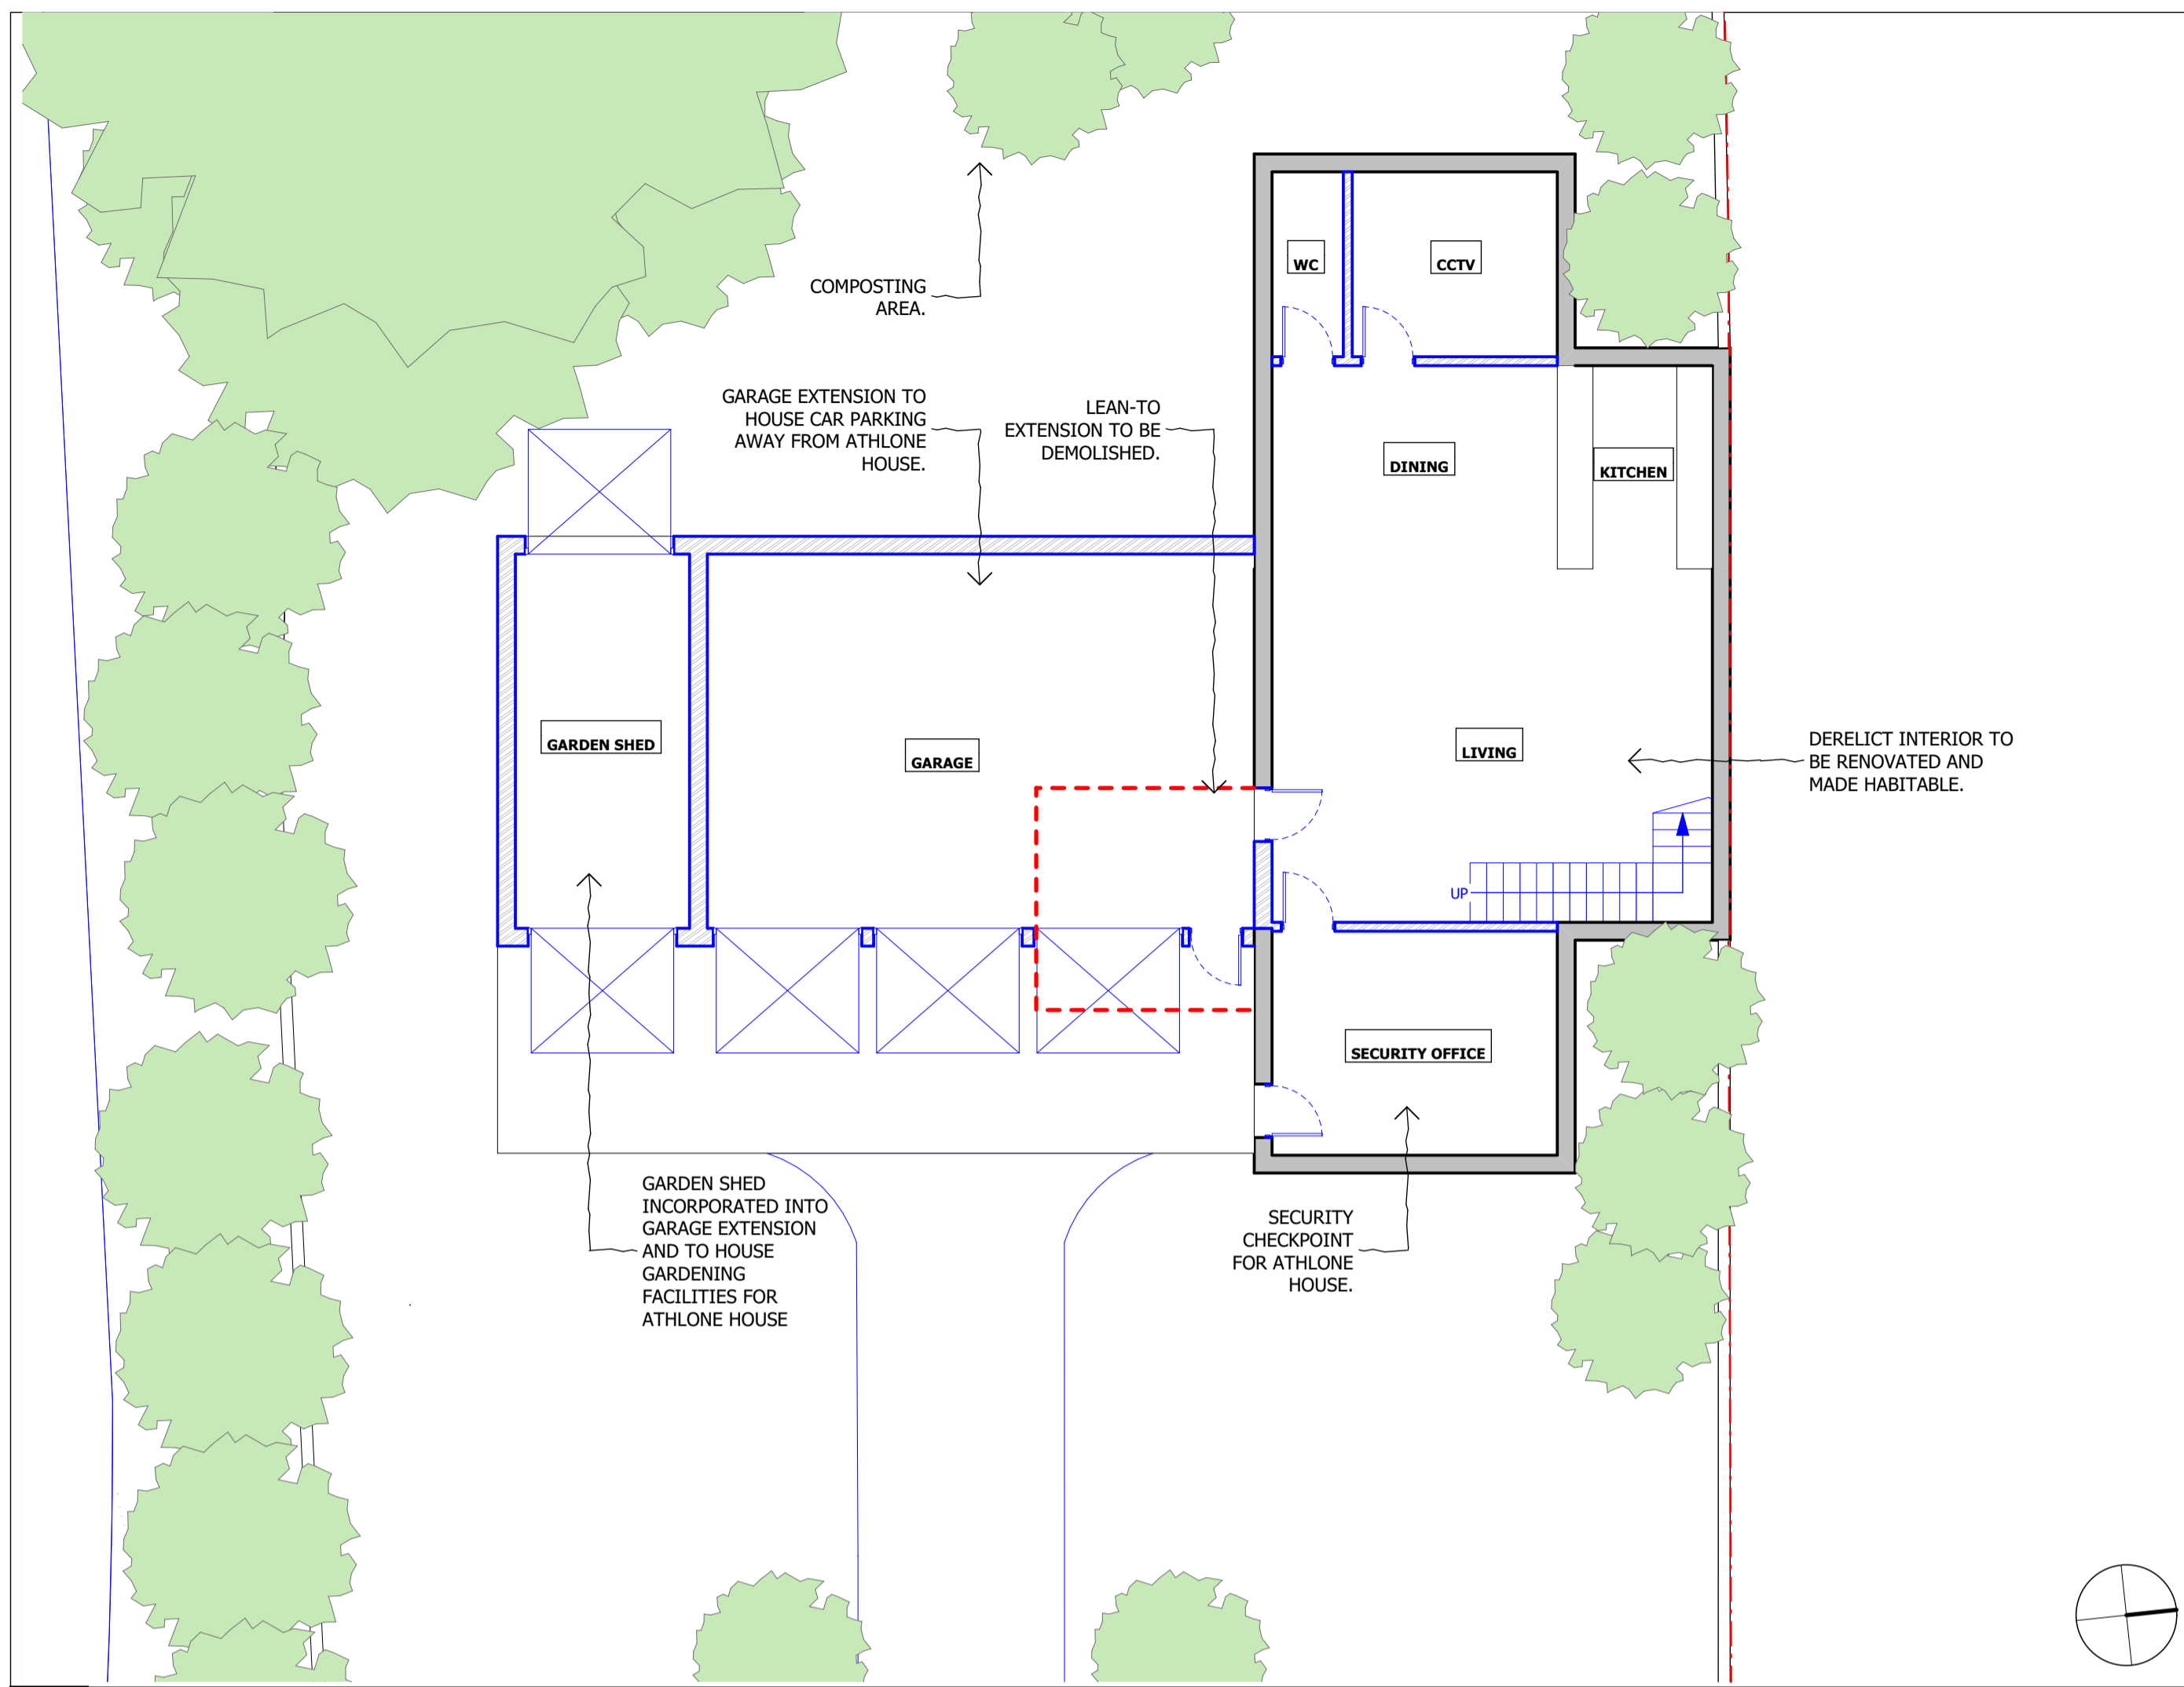 WC
CCTV
COMPOSTING
AREA.
GARAGE EXTENSION TO
HOUSE CAR PARKING
AWAY FROM ATHLONE
HOUSE.
LEAN-TO
EXTENSION TO BE
DEMOLISHED.
DINING
KITCHEN
GARDEN SHED
GARAGE
LIVING
DERELICT INTERIOR TO
BE RENOVATED AND
MADE HABITABLE.
UP
SECURITY OFFICE
GARDEN SHED
INCORPORATED INTO
GARAGE EXTENSION
AND TO HOUSE
GARDENING
FACILITIES FOR
ATHLONE HOUSE
SECURITY
CHECKPOINT
FOR ATHLONE
HOUSE.